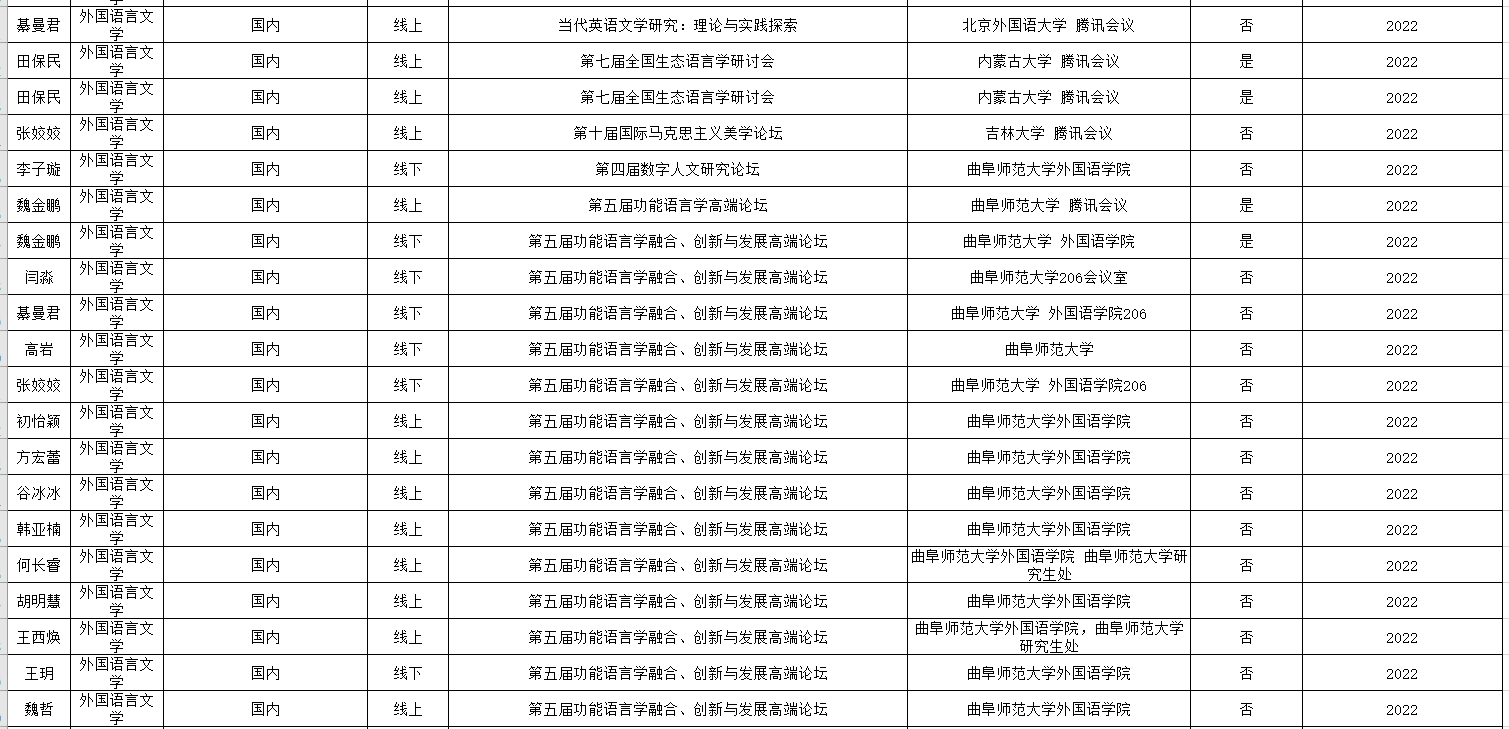 綦曼君 外国语言文学 国内 线上 当代英语文学研究：理论与实践探索 北京外国语大学 腾讯会议 否 2022
田保民 外国语言文学 国内 线上 第七届全国生态语言学研讨会 内蒙古大学 腾讯会议 是 2022
田保民 外国语言文学 国内 线上 第七届全国生态语言学研讨会 内蒙古大学 腾讯会议 是 2022
张姣姣 外国语言文学 国内 线上 第十届国际马克思主义美学论坛 吉林大学 腾讯会议 否 2022
李子璇 外国语言文学 国内 线下 第四届数字人文研究论坛 曲阜师范大学外国语学院 否 2022
魏金鹏 外国语言文学 国内 线上 第五届功能语言学高端论坛 曲阜师范大学 腾讯会议 是 2022
魏金鹏 外国语言文学 国内 线下 第五届功能语言学融合、创新与发展高端论坛 曲阜师范大学 外国语学院 是 2022
闫淼 外国语言文学 国内 线下 第五届功能语言学融合、创新与发展高端论坛 曲阜师范大学206会议室 否 2022
綦曼君 外国语言文学 国内 线下 第五届功能语言学融合、创新与发展高端论坛 曲阜师范大学 外国语学院206 否 2022
高岩 外国语言文学 国内 线下 第五届功能语言学融合、创新与发展高端论坛 曲阜师范大学 否 2022
张姣姣 外国语言文学 国内 线下 第五届功能语言学融合、创新与发展高端论坛 曲阜师范大学 外国语学院206 否 2022
初怡颖 外国语言文学 国内 线上 第五届功能语言学融合、创新与发展高端论坛 曲阜师范大学外国语学院 否 2022
方宏蕾 外国语言文学 国内 线上 第五届功能语言学融合、创新与发展高端论坛 曲阜师范大学外国语学院 否 2022
谷冰冰 外国语言文学 国内 线上 第五届功能语言学融合、创新与发展高端论坛 曲阜师范大学外国语学院 否 2022
韩亚楠 外国语言文学 国内 线上 第五届功能语言学融合、创新与发展高端论坛 曲阜师范大学外国语学院 否 2022
何长睿 外国语言文学 国内 线上 第五届功能语言学融合、创新与发展高端论坛 曲阜师范大学外国语学院 曲阜师范大学研究生处 否 2022
胡明慧 外国语言文学 国内 线上 第五届功能语言学融合、创新与发展高端论坛 曲阜师范大学外国语学院 否 2022
王西焕 外国语言文学 国内 线上 第五届功能语言学融合、创新与发展高端论坛 曲阜师范大学外国语学院，曲阜师范大学研究生处 否 2022
王玥 外国语言文学 国内 线下 第五届功能语言学融合、创新与发展高端论坛 曲阜师范大学外国语学院 否 2022
魏哲 外国语言文学 国内 线上 第五届功能语言学融合、创新与发展高端论坛 曲阜师范大学外国语学院 否 2022